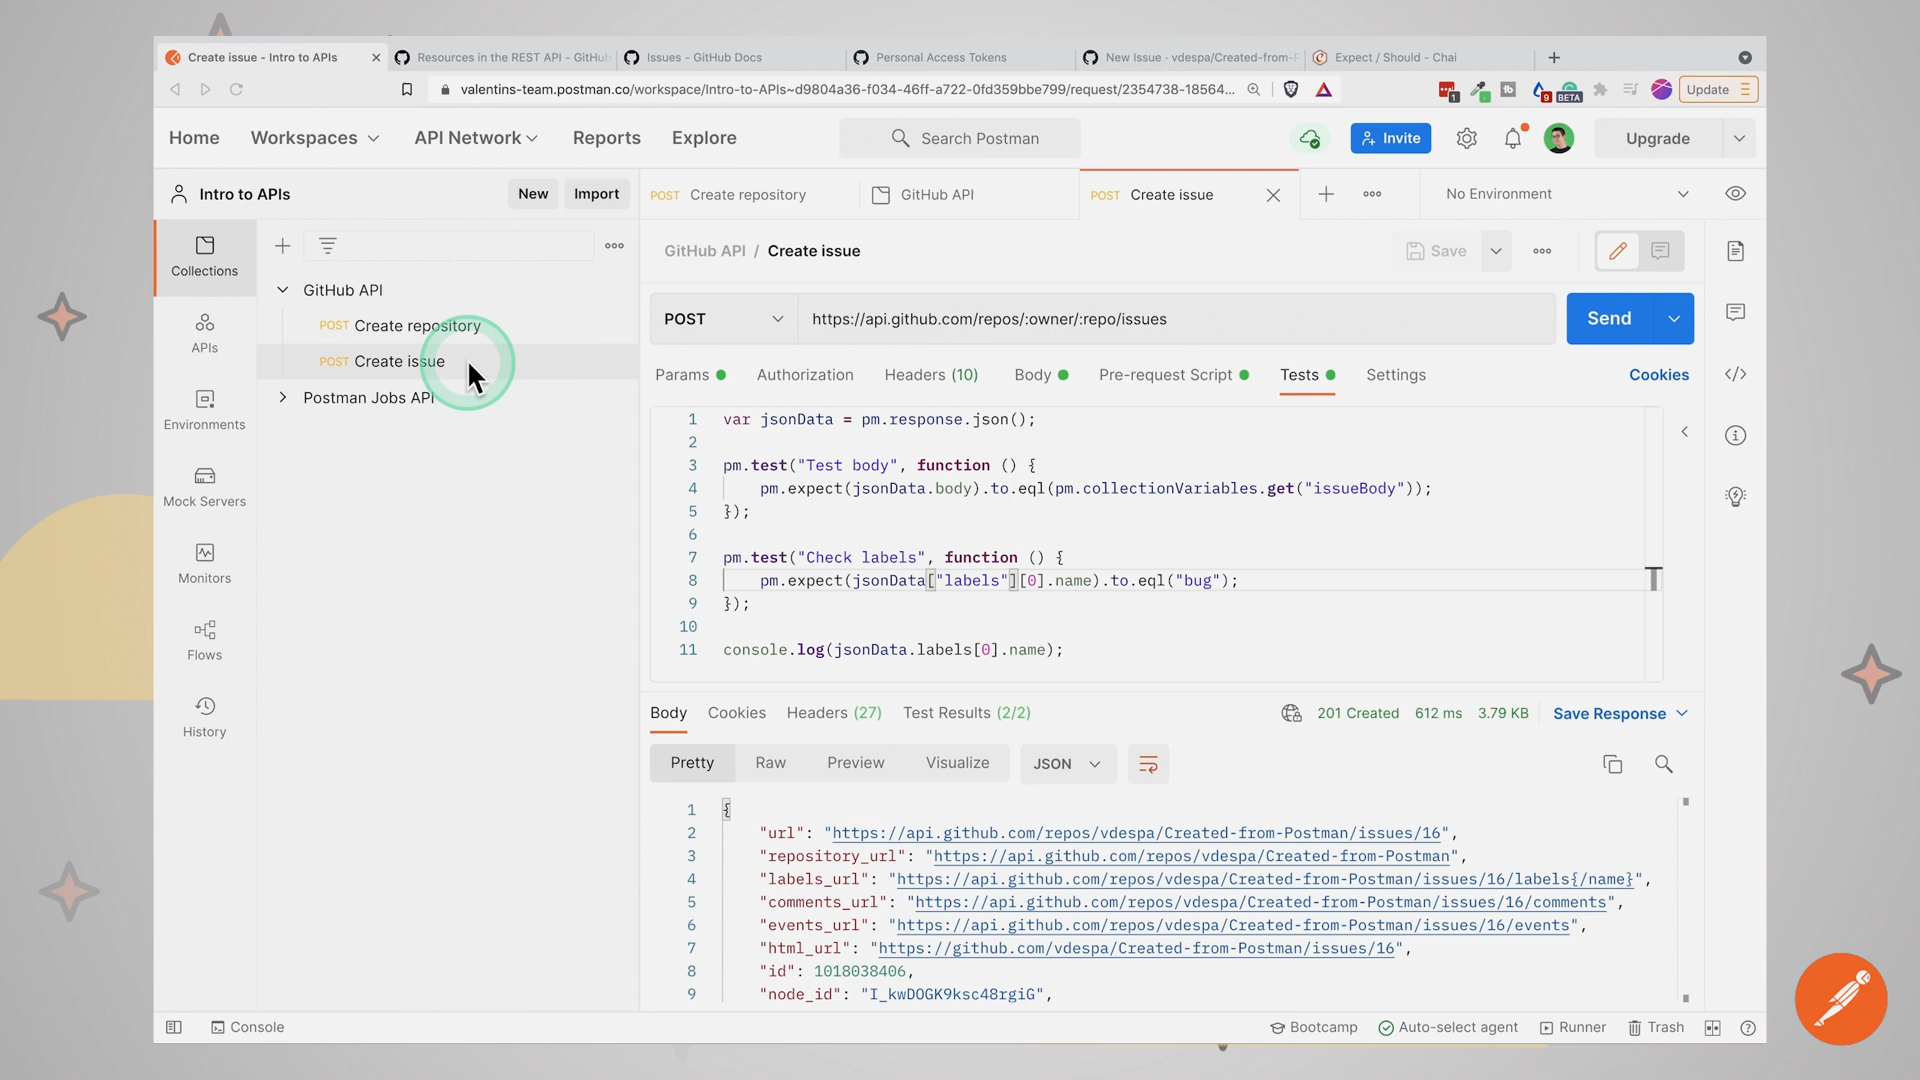 Create issue - Intro to APIs
Resources in the REST API - GitHub
Issues - GitHub Docs
Personal Access Tokens
New Issue · vdespa/Created-from-P
Expect / Should - Chai
valentins-team.postman.co/workspace/Intro-to-APIs~d9804a36-f034-46ff-a722-0fd359bbe799/request/2354738-18564...
1
9
BETA
Update
Home
Workspaces
API Network
Reports
Explore
Search Postman
Invite
Upgrade
Intro to APIs
New
Import
POST Create repository
GitHub API
POST Create issue
No Environment
Collections
APIs
Environments
Mock Servers
Monitors
Flows
History
GitHub API
POST Create repository
POST Create issue
Postman Jobs API
GitHub API / Create issue
Save
POST
https://api.github.com/repos/:owner/:repo/issues
Send
Params
Authorization
Headers (10)
Body
Pre-request Script
Tests
Settings
Cookies
1 var jsonData = pm.response.json();
2
3 pm.test("Test body", function () {
4 pm.expect(jsonData.body).to.eql(pm.collectionVariables.get("issueBody"));
5 });
6
7 pm.test("Check labels", function () {
8 pm.expect(jsonData["labels"][0].name).to.eql("bug");
9 });
10
11 console.log(jsonData.labels[0].name);
Body
Cookies
Headers (27)
Test Results (2/2)
201 Created
612 ms
3.79 KB
Save Response
Pretty
Raw
Preview
Visualize
JSON
1 {
2 "url": "https://api.github.com/repos/vdespa/Created-from-Postman/issues/16",
3 "repository_url": "https://api.github.com/repos/vdespa/Created-from-Postman",
4 "labels_url": "https://api.github.com/repos/vdespa/Created-from-Postman/issues/16/labels{/name}",
5 "comments_url": "https://api.github.com/repos/vdespa/Created-from-Postman/issues/16/comments",
6 "events_url": "https://api.github.com/repos/vdespa/Created-from-Postman/issues/16/events",
7 "html_url": "https://github.com/vdespa/Created-from-Postman/issues/16",
8 "id": 1018038406,
9 "node_id": "I_kwDOGK9ksc48rgiG",
Console
Bootcamp
Auto-select agent
Runner
Trash